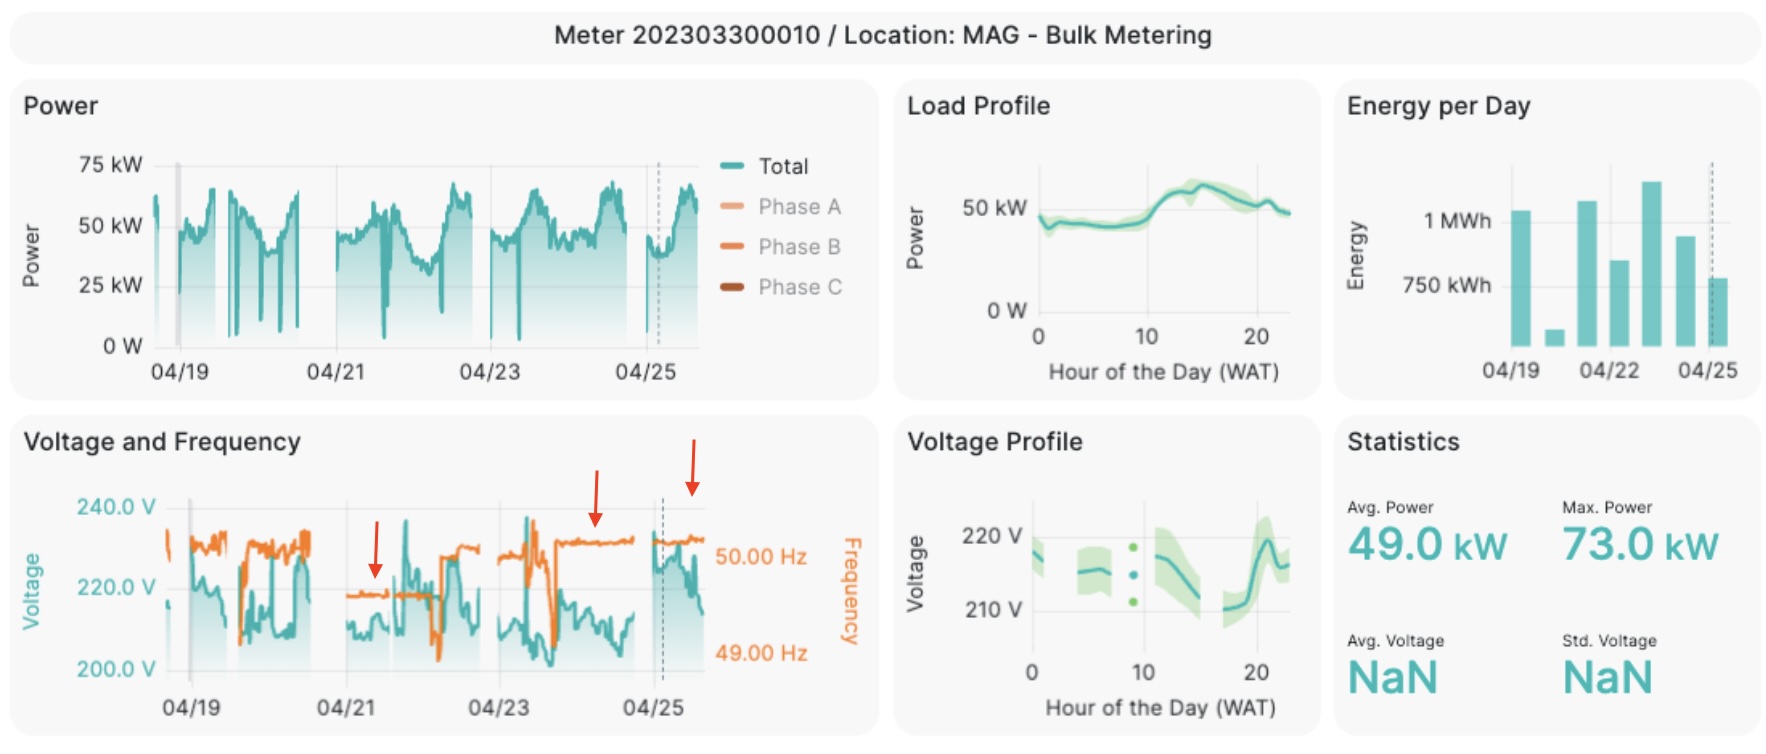 Meter 202303300010 / Location: MAG - Bulk Metering
Power
75 kW
50 kW
25 kW
0 W
Power
04/19 04/21 04/23 04/25
Total
Phase A
Phase B
Phase C
Load Profile
50 kW
0 W
Power
0 10 20
Hour of the Day (WAT)
Energy per Day
1 MWh
750 kWh
Energy
04/19 04/22 04/25
Voltage and Frequency
240.0 V
220.0 V
200.0 V
Voltage
50.00 Hz
49.00 Hz
Frequency
04/19 04/21 04/23 04/25
Voltage Profile
220 V
210 V
Voltage
0 10 20
Hour of the Day (WAT)
Statistics
Avg. Power
49.0 kW
Max. Power
73.0 kW
Avg. Voltage
NaN
Std. Voltage
NaN